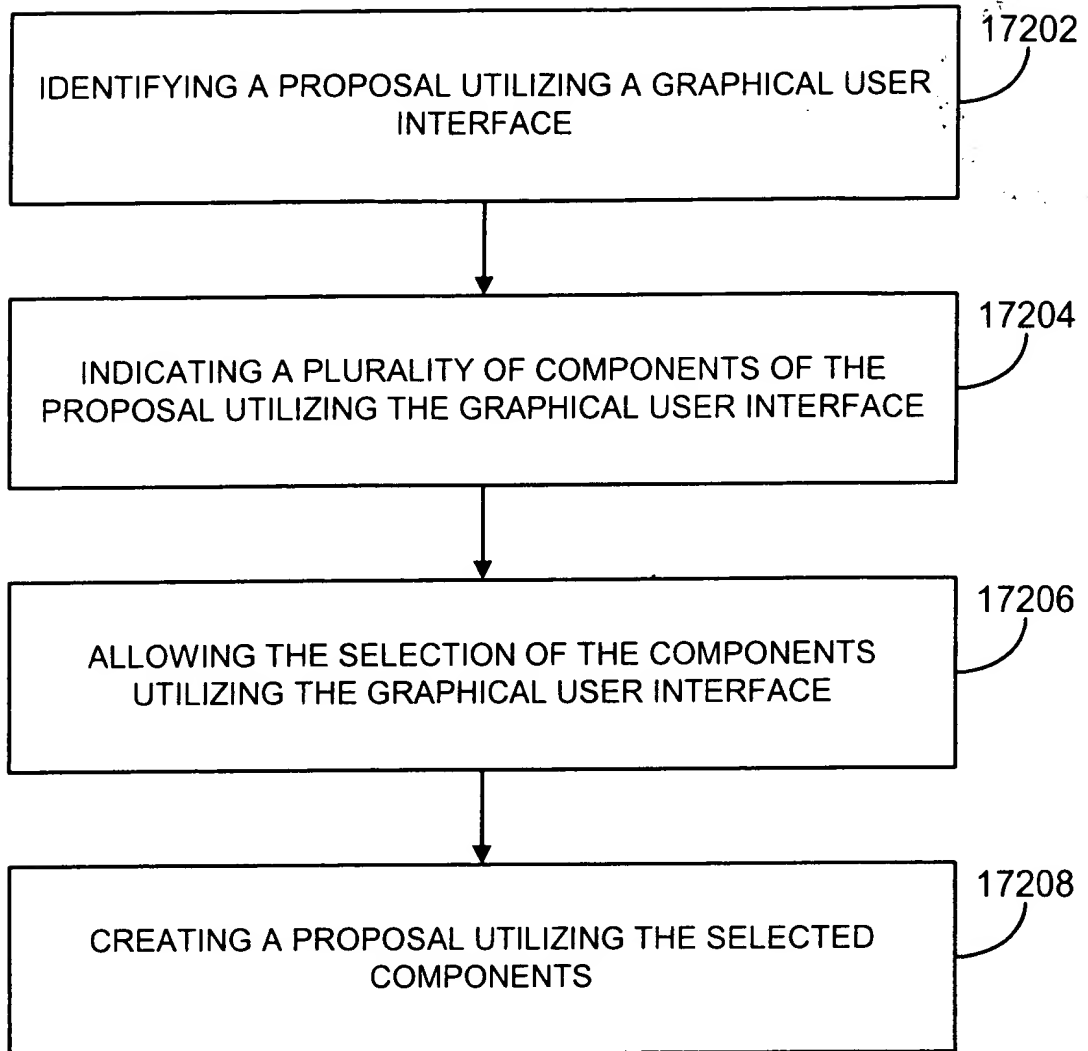 17202
IDENTIFYING A PROPOSAL UTILIZING A GRAPHICAL USER
INTERFACE
17204
INDICATING A PLURALITY OF COMPONENTS OF THE
PROPOSAL UTILIZING THE GRAPHICAL USER INTERFACE
17206
ALLOWING THE SELECTION OF THE COMPONENTS
UTILIZING THE GRAPHICAL USER INTERFACE
17208
CREATING A PROPOSAL UTILIZING THE SELECTED
COMPONENTS